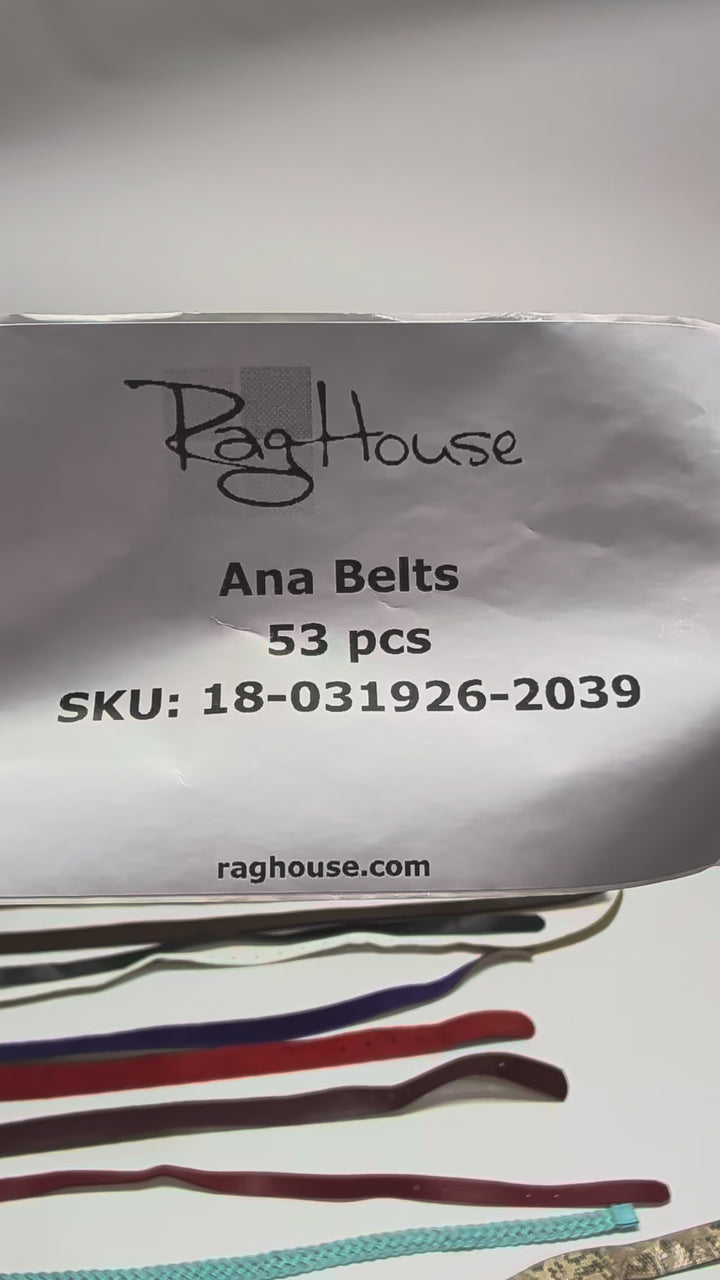 RagHouse
Ana Belts
53 pcs
SKU: 18-031926-2039
raghouse.com